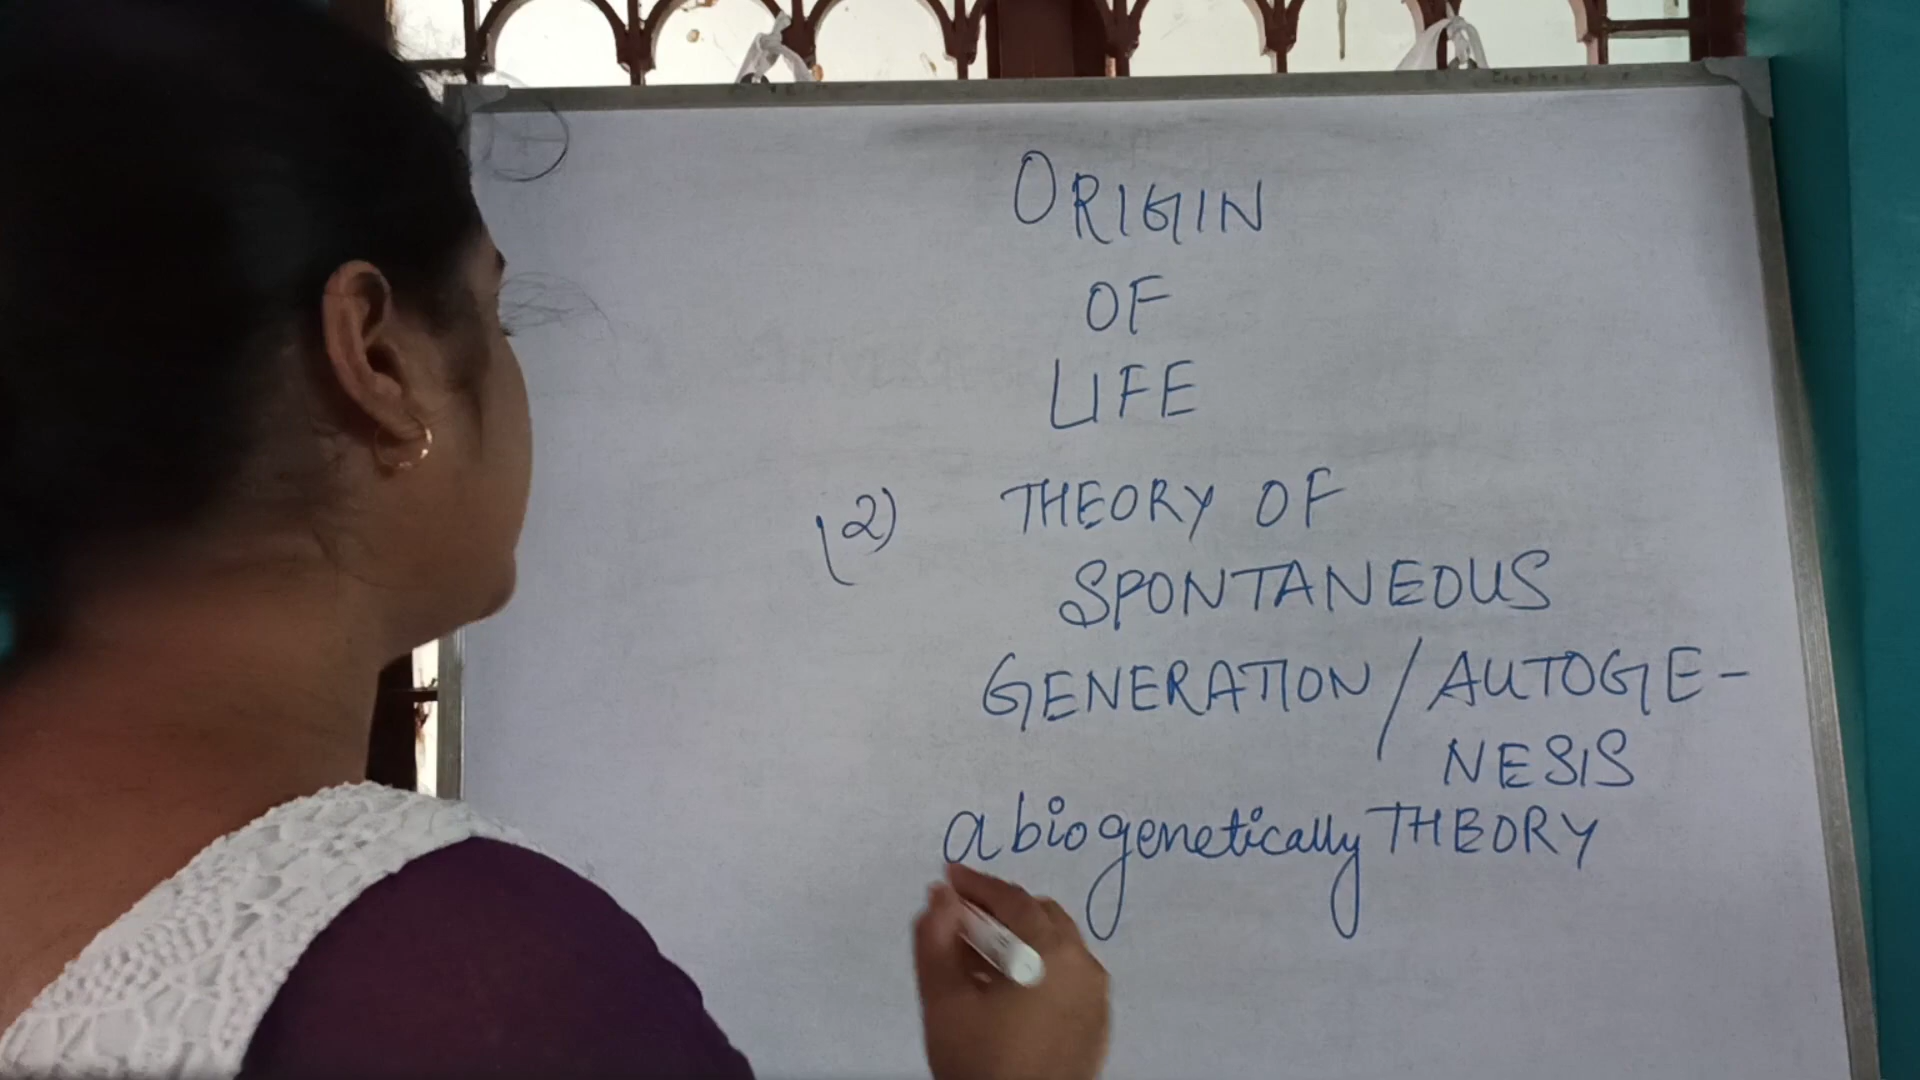 ORIGIN
OF
LIFE
(2) THEORY OF
SPONTANEOUS
GENERATION / AUTOGE-
NESIS
abiogenetically THEORY